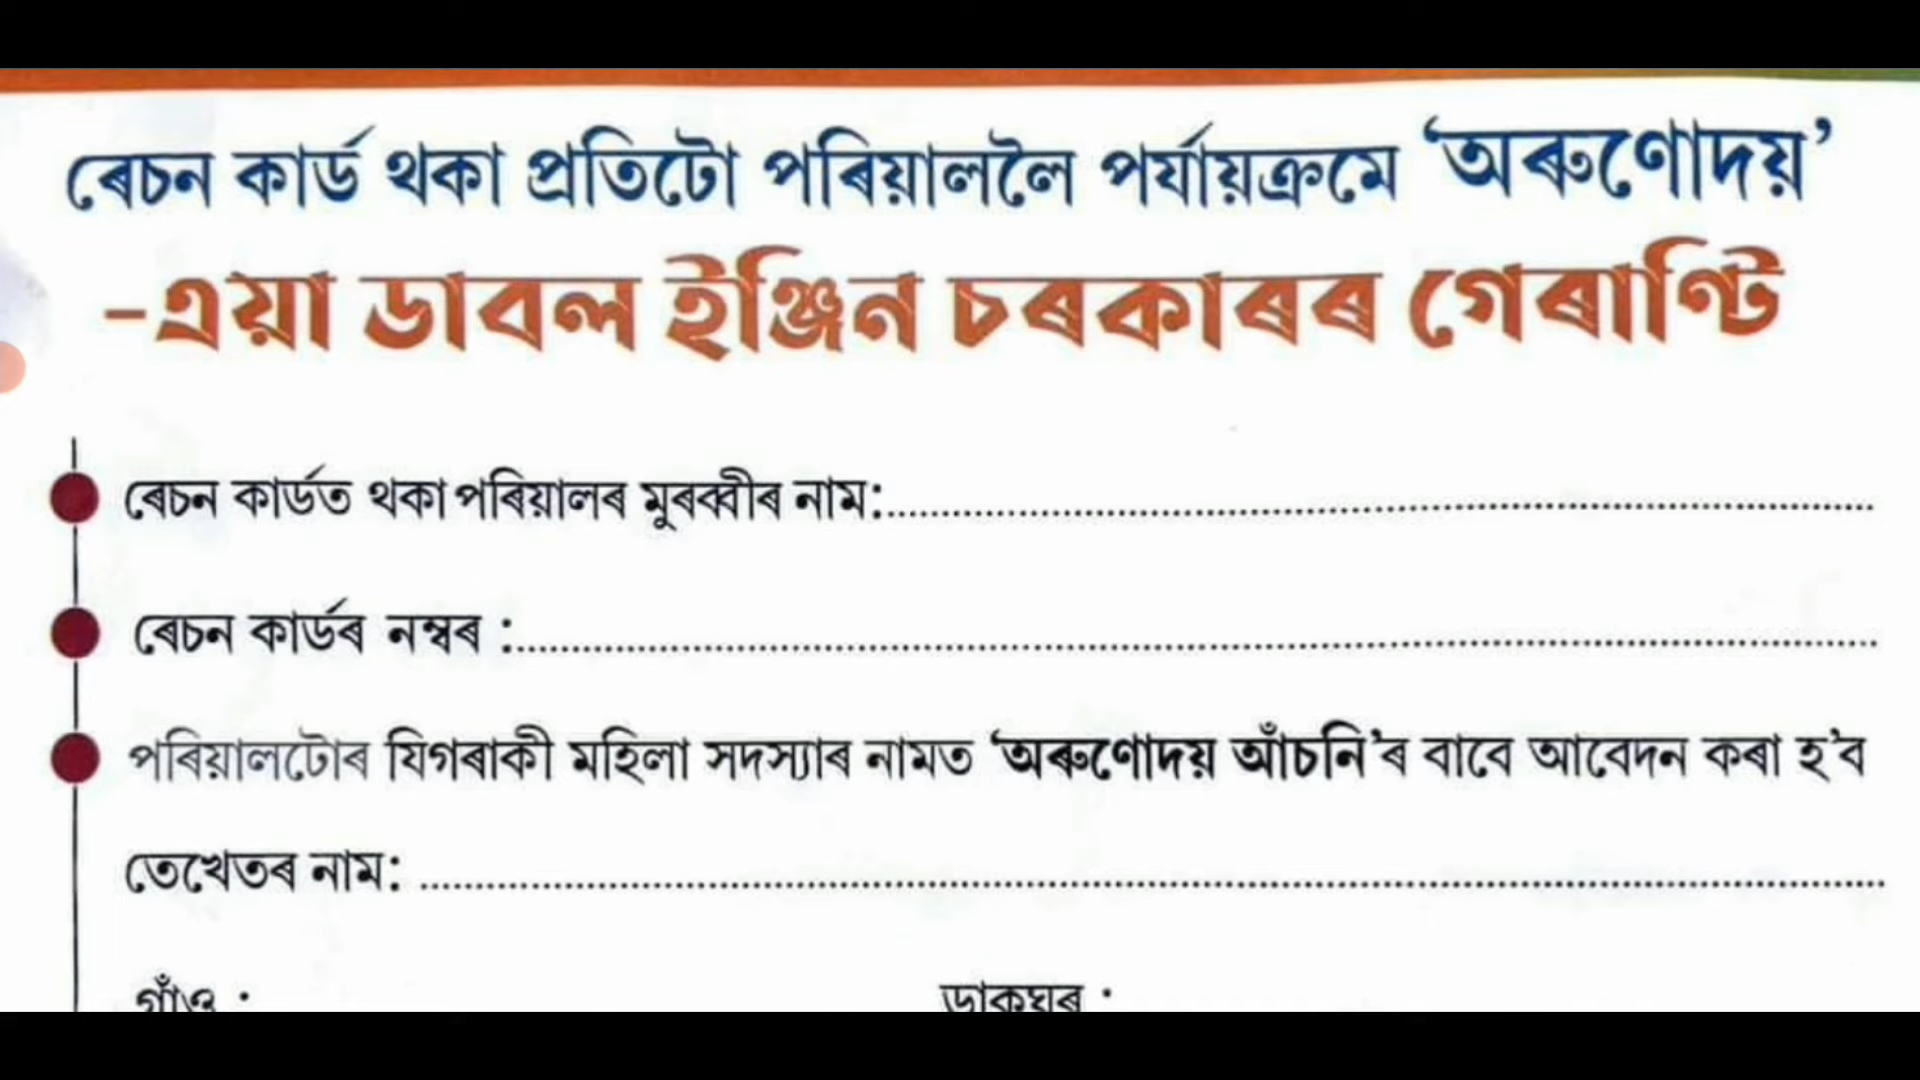 ৰেচন কাৰ্ড থকা প্ৰতিটো পৰিয়াললৈ পৰ্যায়ক্ৰমে ‘অৰুণোদয়’
-এয়া ডাবল ইঞ্জিন চৰকাৰৰ গেৰাণ্টি
ৰেচন কাৰ্ডত থকা পৰিয়ালৰ মুৰব্বীৰ নাম:........................................
ৰেচন কাৰ্ডৰ নম্বৰ :........................................
পৰিয়ালটোৰ যিগৰাকী মহিলা সদস্যাৰ নামত ‘অৰুণোদয় আঁচনি’ৰ বাবে আবেদন কৰা হ’ব
তেখেতৰ নাম: ........................................
গাঁও : ডাকঘৰ :